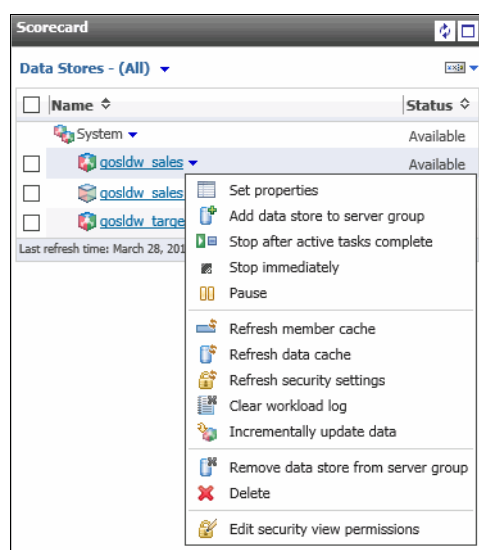 Scorecard
Data Stores - (All)
Name Status
System Available
gosldw_sales Available
gosldw_sales
gosldw_targe
Last refresh time: March 28, 201
Set properties
Add data store to server group
Stop after active tasks complete
Stop immediately
Pause
Refresh member cache
Refresh data cache
Refresh security settings
Clear workload log
Incrementally update data
Remove data store from server group
Delete
Edit security view permissions